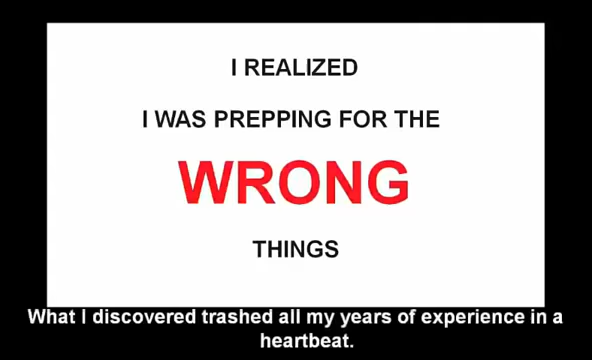 I REALIZED
I WAS PREPPING FOR THE
WRONG
THINGS
What I discovered trashed all my years of experience in a
heartbeat.